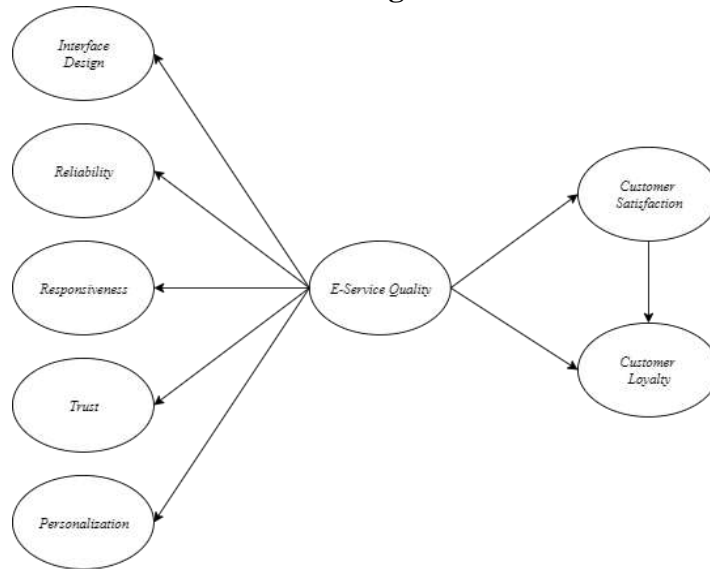 Interface
Design
Reliability
Responsiveness
Trust
Personalization
E-Service Quality
Customer
Satisfaction
Customer
Loyalty